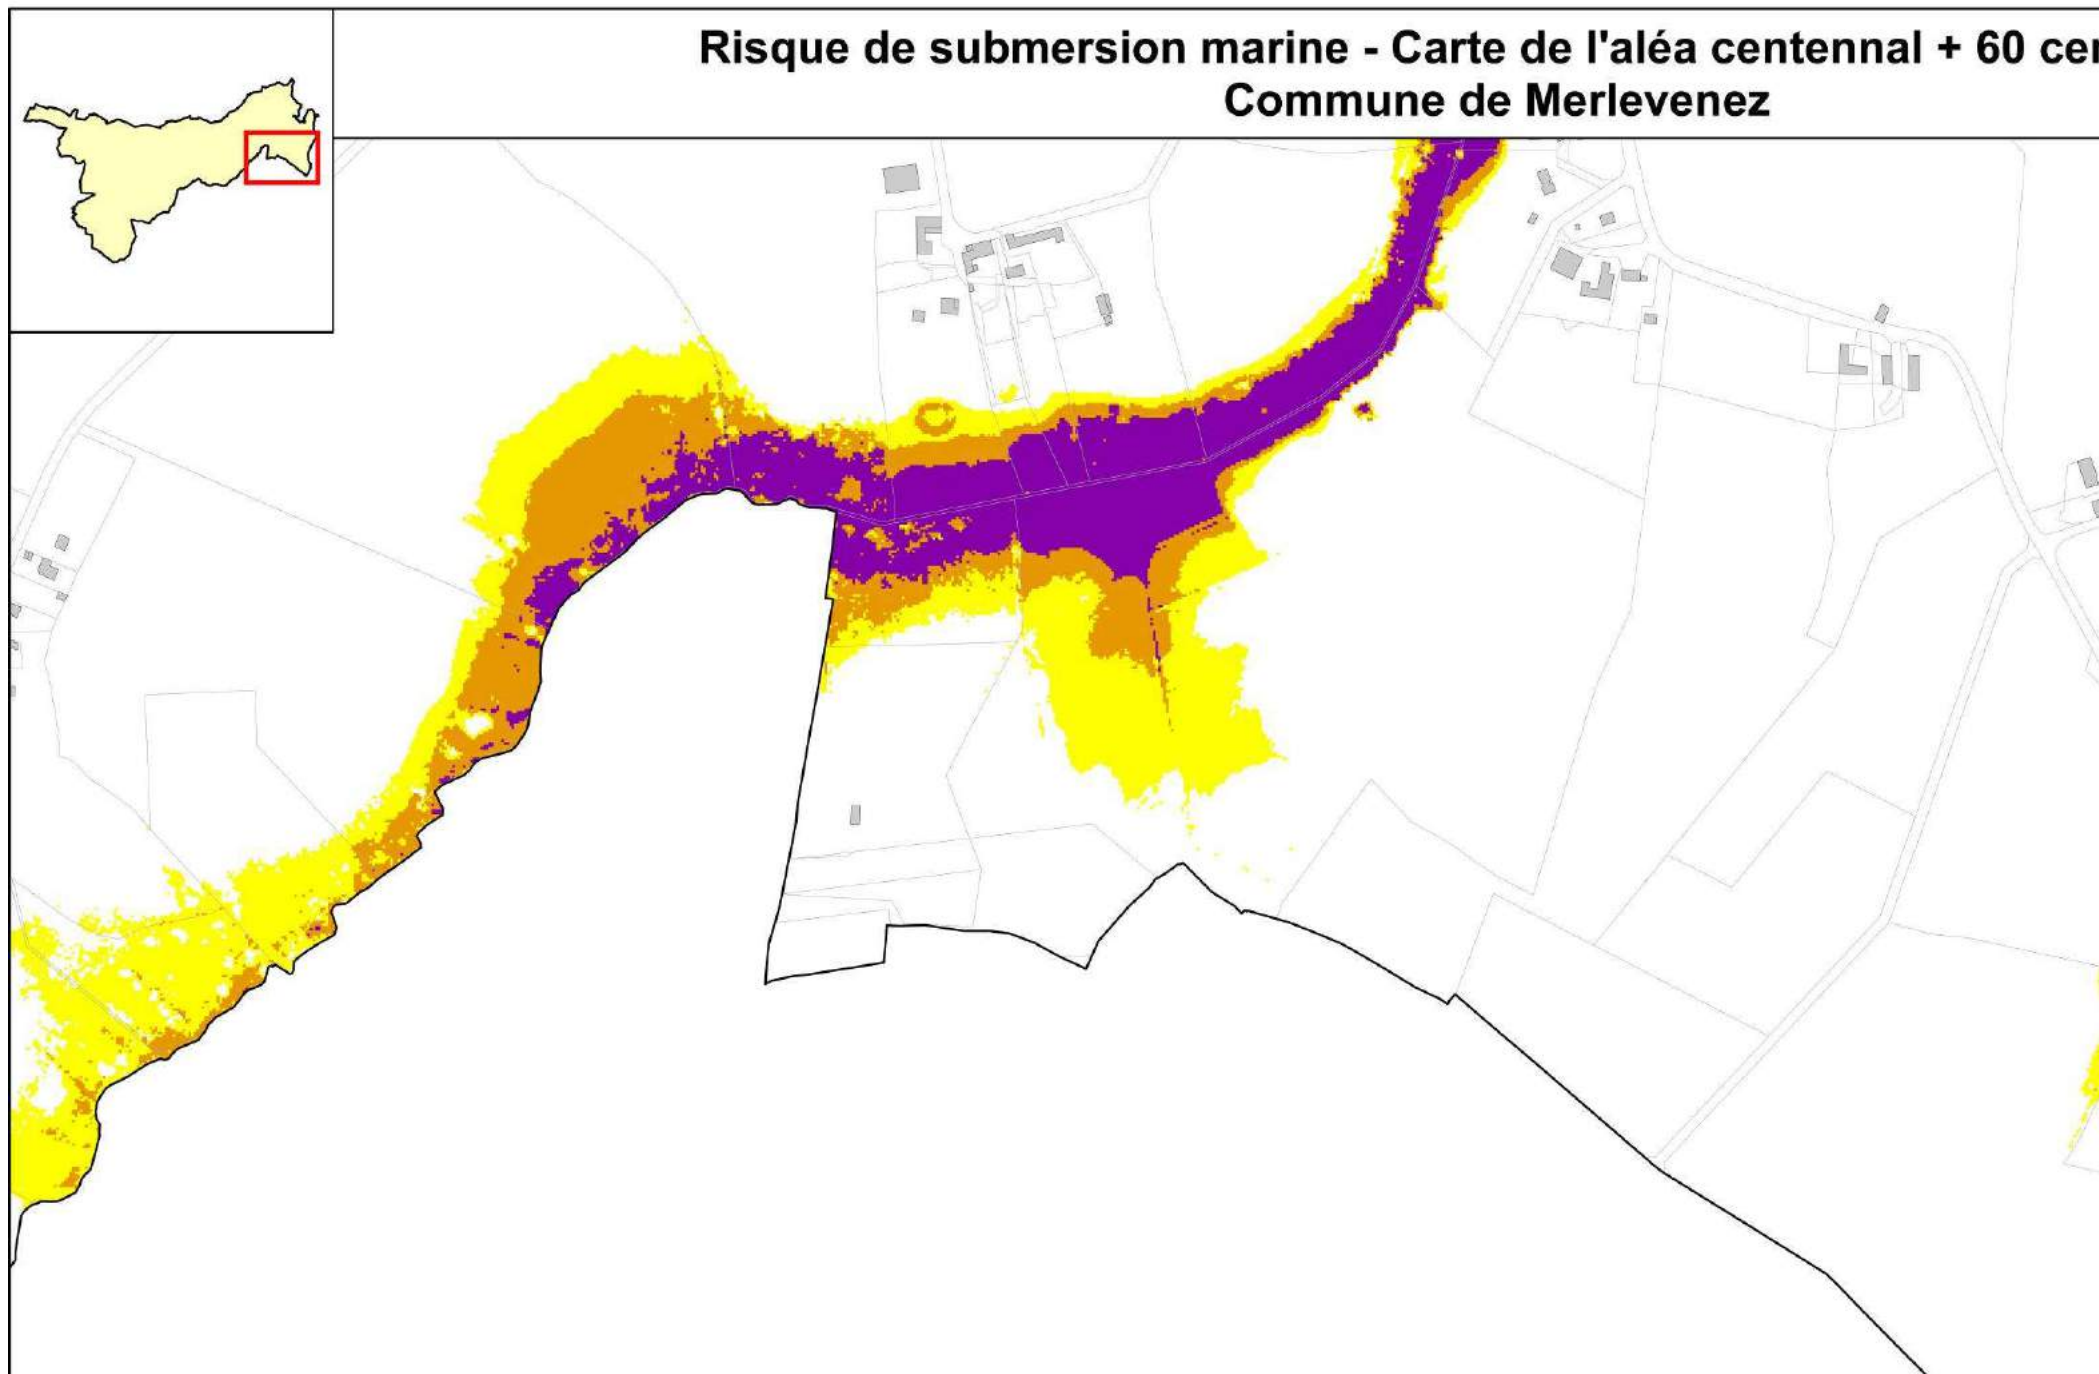 Risque de submersion marine - Carte de l'aléa centennal + 60
Commune de Merlevenez